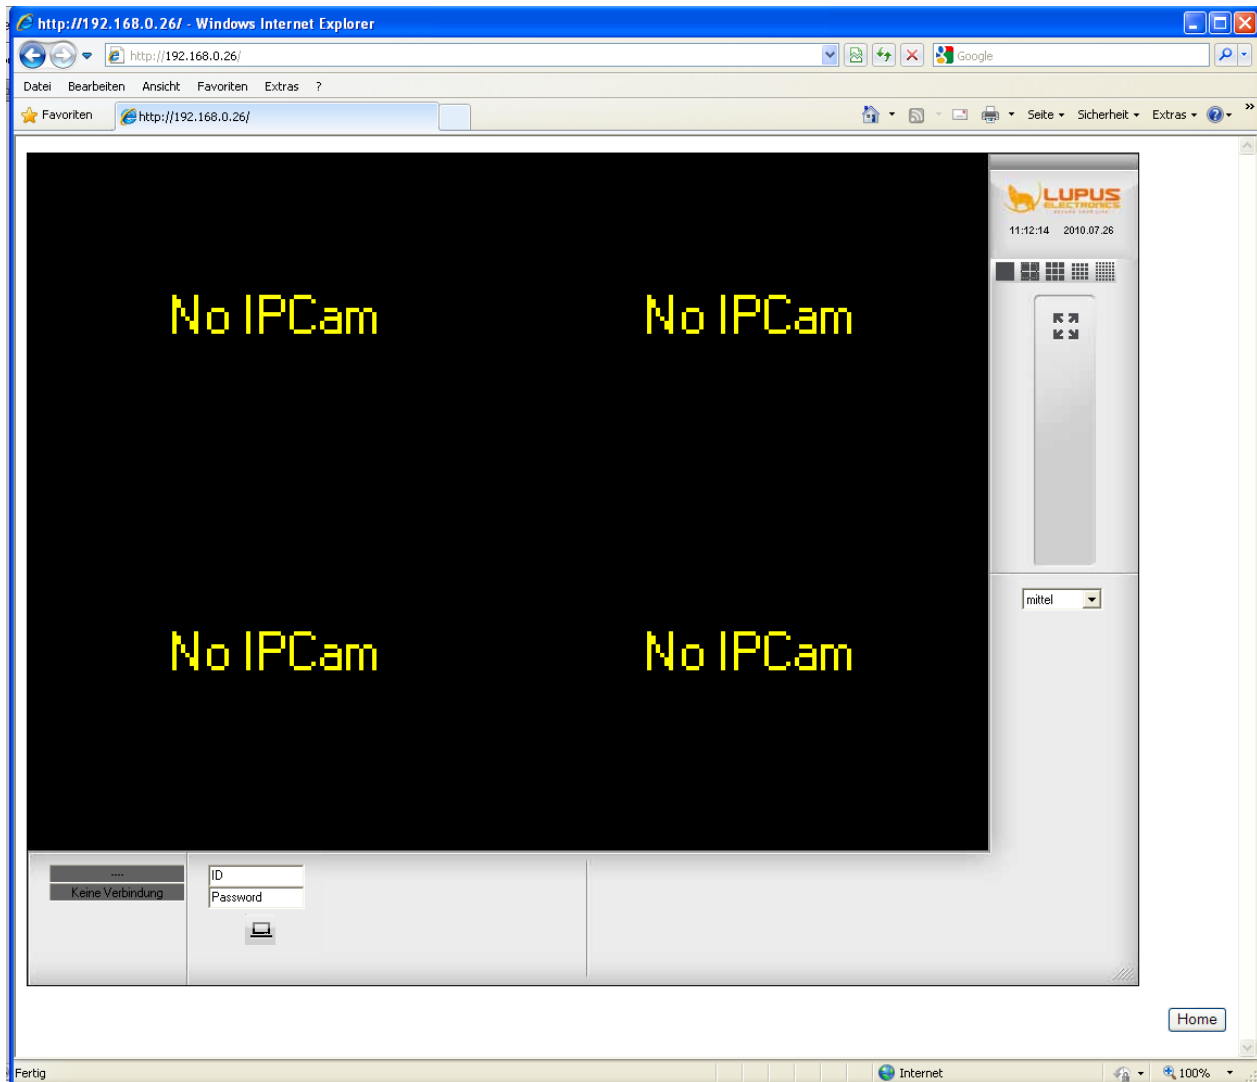 http://192.168.0.26/ - Windows Internet Explorer
http://192.168.0.26/
Google
Datei Bearbeiten Ansicht Favoriten Extras ?
Favoriten
http://192.168.0.26/
Seite
Sicherheit
Extras
LUPUS
ELECTRONICS
11:12:14 2010.07.26
No IPCam
No IPCam
mittel
No IPCam
No IPCam
----
Keine Verbindung
ID
Password
Home
Fertig
Internet
100%